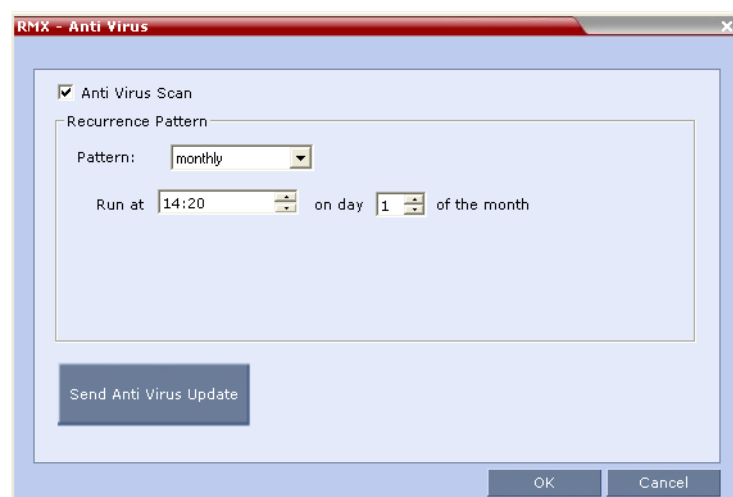 RMX - Anti Virus
Anti Virus Scan
Recurrence Pattern
Pattern: monthly
Run at 14:20 on day 1 of the month
Send Anti Virus Update
OK Cancel